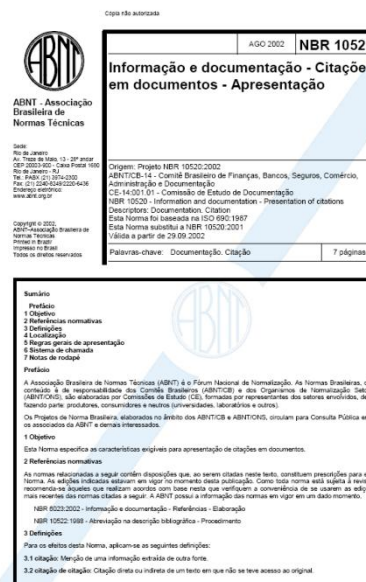 Cópia não autorizada
AGO 2002
NBR 1052
Informação e documentação - Citaçõe
em documentos - Apresentação
ABNT
ABNT - Associação
Brasileira de
Normas Técnicas
Sede:
Rio de Janeiro
Av. Treze de Maio, 13 - 28º andar
CEP 20003-900 - Caixa Postal 1680
Rio de Janeiro - RJ
Tel.: PABX (21) 3974-2300
Fax: (21) 2240-8249/2220-6436
Endereço eletrônico:
www.abnt.org.br
Copyright © 2002,
ABNT–Associação Brasileira de
Normas Técnicas
Printed in Brazil/
Impresso no Brasil
Todos os direitos reservados
Origem: Projeto NBR 10520:2002
ABNT/CB-14 - Comitê Brasileiro de Finanças, Bancos, Seguros, Comércio,
Administração e Documentação
CE-14:001.01 - Comissão de Estudo de Documentação
NBR 10520 - Information and documentation - Presentation of citations
Descriptors: Documentation. Citation
Esta Norma foi baseada na ISO 690:1987
Esta Norma substitui a NBR 10520:2001
Válida a partir de 29.09.2002
Palavras-chave: Documentação. Citação
7 páginas
Sumário
Prefácio
1 Objetivo
2 Referências normativas
3 Definições
4 Localização
5 Regras gerais de apresentação
6 Sistema de chamada
7 Notas de rodapé
Prefácio
A Associação Brasileira de Normas Técnicas (ABNT) é o Fórum Nacional de Normalização. As Normas Brasileiras, c
conteúdo é de responsabilidade dos Comitês Brasileiros (ABNT/CB) e dos Organismos de Normalização Seto
(ABNT/ONS), são elaboradas por Comissões de Estudo (CE), formadas por representantes dos setores envolvidos, de
fazendo parte: produtores, consumidores e neutros (universidades, laboratórios e outros).
Os Projetos de Norma Brasileira, elaborados no âmbito dos ABNT/CB e ABNT/ONS, circulam para Consulta Pública en
os associados da ABNT e demais interessados.
1 Objetivo
Esta Norma especifica as características exigíveis para apresentação de citações em documentos.
2 Referências normativas
As normas relacionadas a seguir contêm disposições que, ao serem citadas neste texto, constituem prescrições para e
Norma. As edições indicadas estavam em vigor no momento desta publicação. Como toda norma está sujeita à revis
recomenda-se àqueles que realizam acordos com base nesta que verifiquem a conveniência de se usarem as ediçõ
mais recentes das normas citadas a seguir. A ABNT possui a informação das normas em vigor em um dado momento.
NBR 6023:2002 - Informação e documentação - Referências - Elaboração
NBR 10522:1988 - Abreviação na descrição bibliográfica - Procedimento
3 Definições
Para os efeitos desta Norma, aplicam-se as seguintes definições:
3.1 citação: Menção de uma informação extraída de outra fonte.
3.2 citação de citação: Citação direta ou indireta de um texto em que não se teve acesso ao original.